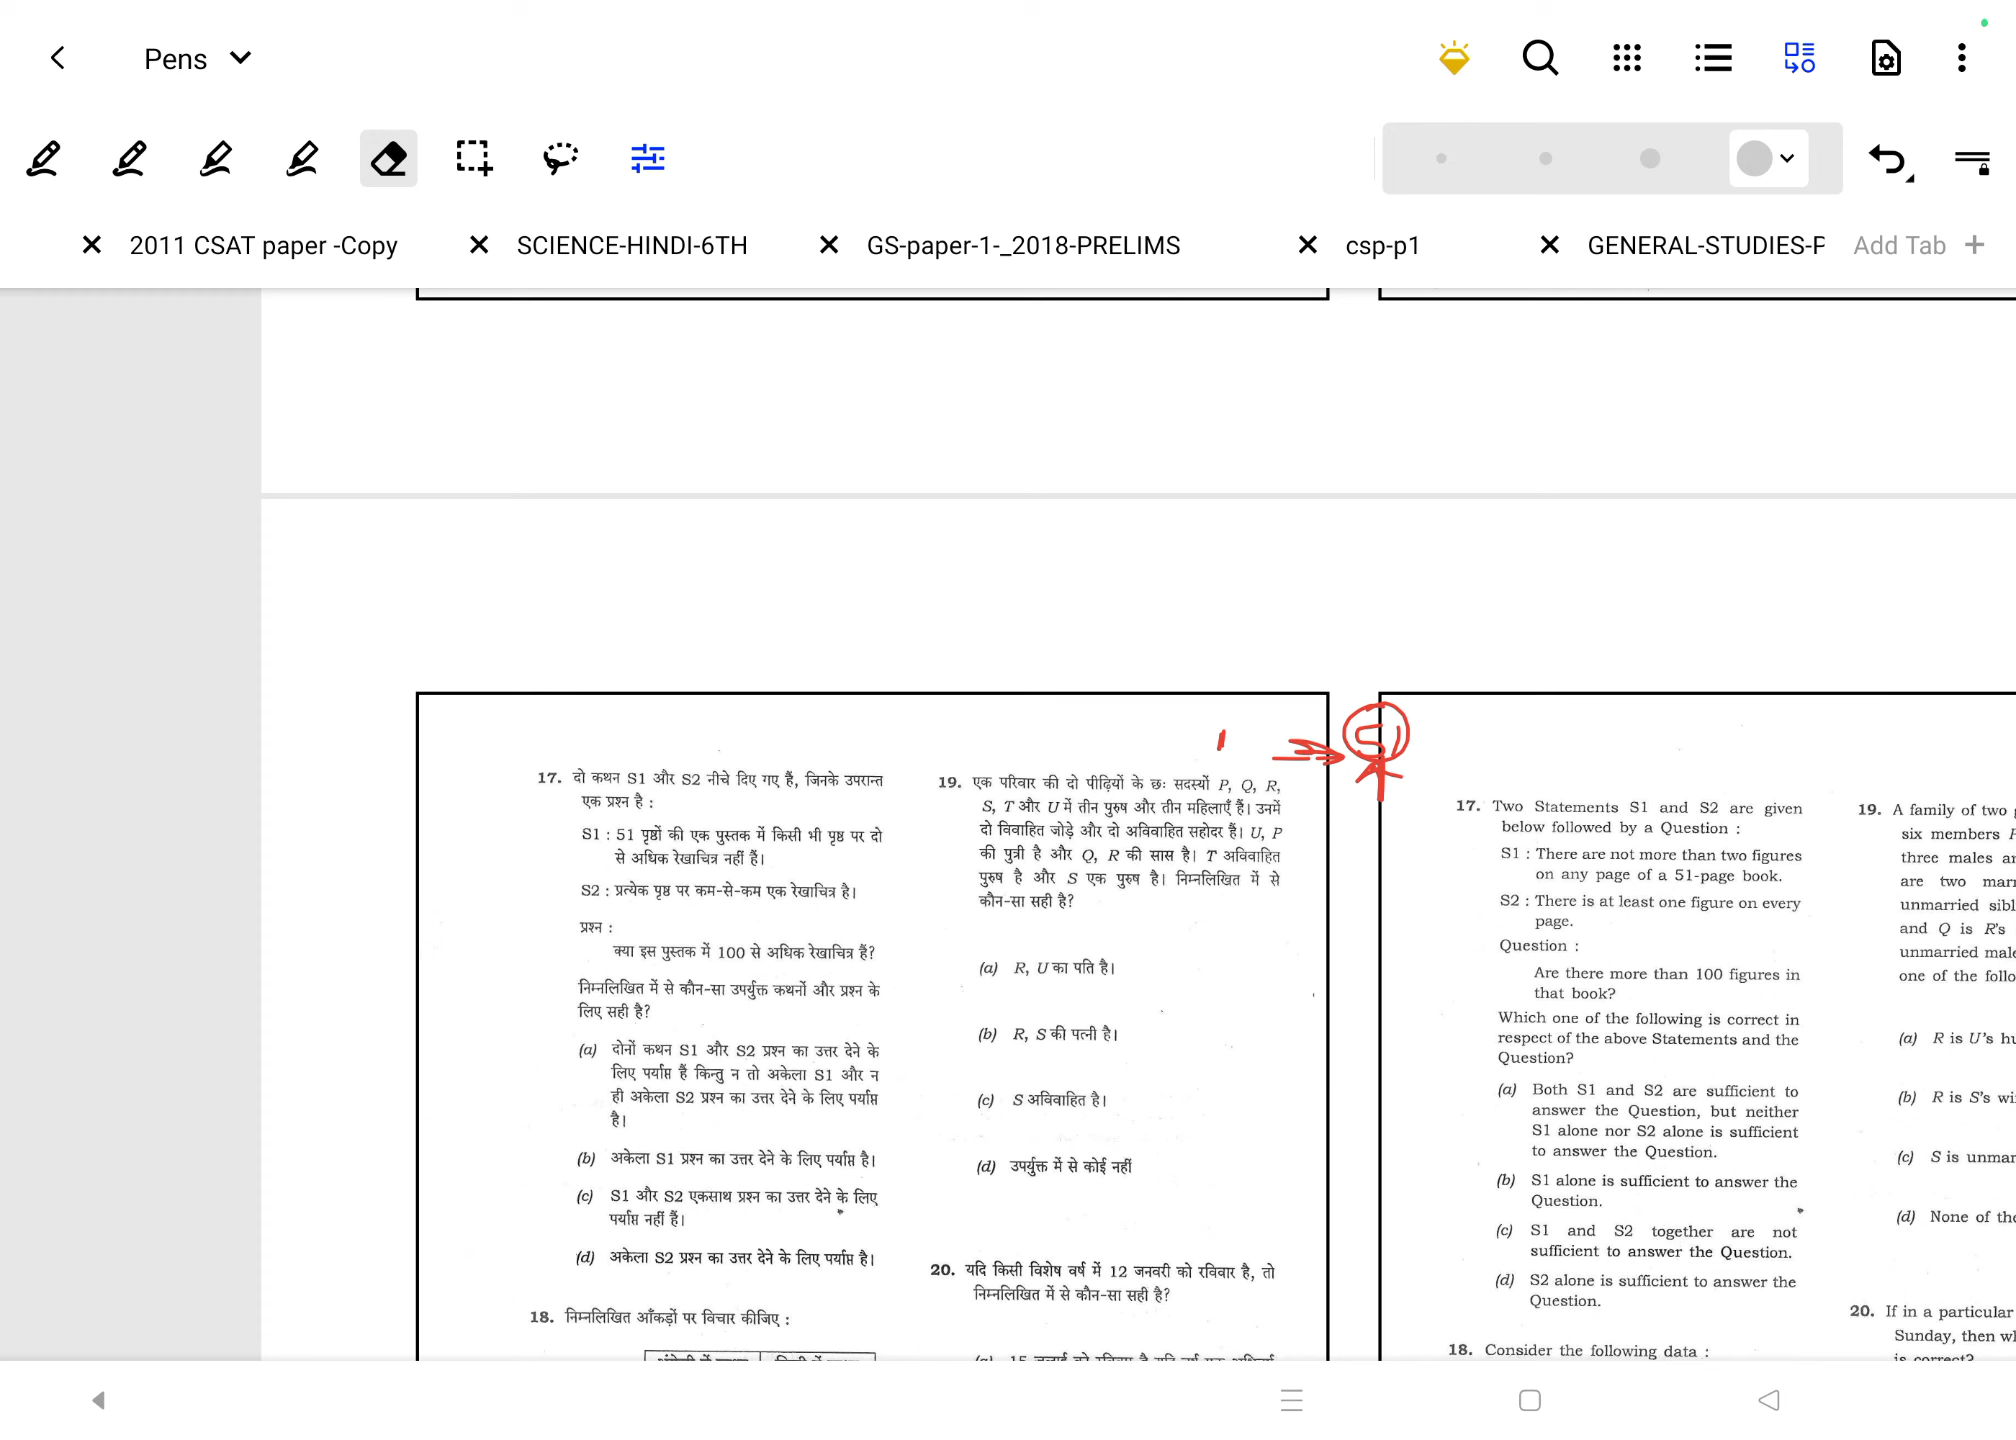 Pens
2011 CSAT paper -Copy
SCIENCE-HINDI-6TH
GS-paper-1-_2018-PRELIMS
csp-p1
GENERAL-STUDIES-P
Add Tab +
51
17. दो कथन S1 और S2 नीचे दिए गए हैं, जिनके उपरान्त
एक प्रश्न है :
S1 : 51 पृष्ठों की एक पुस्तक में किसी भी पृष्ठ पर दो
से अधिक रेखाचित्र नहीं हैं।
S2 : प्रत्येक पृष्ठ पर कम-से-कम एक रेखाचित्र है।
प्रश्न :
क्या इस पुस्तक में 100 से अधिक रेखाचित्र हैं?
निम्नलिखित में से कौन-सा उपर्युक्त कथनों और प्रश्न के
लिए सही है?
(a) दोनों कथन S1 और S2 प्रश्न का उत्तर देने के
लिए पर्याप्त हैं किन्तु न तो अकेला S1 और न
ही अकेला S2 प्रश्न का उत्तर देने के लिए पर्याप्त
है।
(b) अकेला S1 प्रश्न का उत्तर देने के लिए पर्याप्त है।
(c) S1 और S2 एकसाथ प्रश्न का उत्तर देने के लिए
पर्याप्त नहीं हैं।
(d) अकेला S2 प्रश्न का उत्तर देने के लिए पर्याप्त है।
18. निम्नलिखित आँकड़ों पर विचार कीजिए :
19. एक परिवार की दो पीढ़ियों के छः सदस्यों P, Q, R,
S, T और U में तीन पुरुष और तीन महिलाएँ हैं। उनमें
दो विवाहित जोड़े और दो अविवाहित सहोदर हैं। U, P
की पुत्री है और Q, R की सास है। T अविवाहित
पुरुष है और S एक पुरुष है। निम्नलिखित में से
कौन-सा सही है?
(a) R, U का पति है।
(b) R, S की पत्नी है।
(c) S अविवाहित है।
(d) उपर्युक्त में से कोई नहीं
20. यदि किसी विशेष वर्ष में 12 जनवरी को रविवार है, तो
निम्नलिखित में से कौन-सा सही है?
17. Two Statements S1 and S2 are given
below followed by a Question :
S1 : There are not more than two figures
on any page of a 51-page book.
S2 : There is at least one figure on every
page.
Question :
Are there more than 100 figures in
that book?
Which one of the following is correct in
respect of the above Statements and the
Question?
(a) Both S1 and S2 are sufficient to
answer the Question, but neither
S1 alone nor S2 alone is sufficient
to answer the Question.
(b) S1 alone is sufficient to answer the
Question.
(c) S1 and S2 together are not
sufficient to answer the Question.
(d) S2 alone is sufficient to answer the
Question.
18. Consider the following data :
19. A family of two
six members
three males
are two
unmarried
and Q is R's
unmarried
one of the
(a) R is U's
(b) R is S's
(c) S is
(d) None of
20. If in a particular
Sunday, then